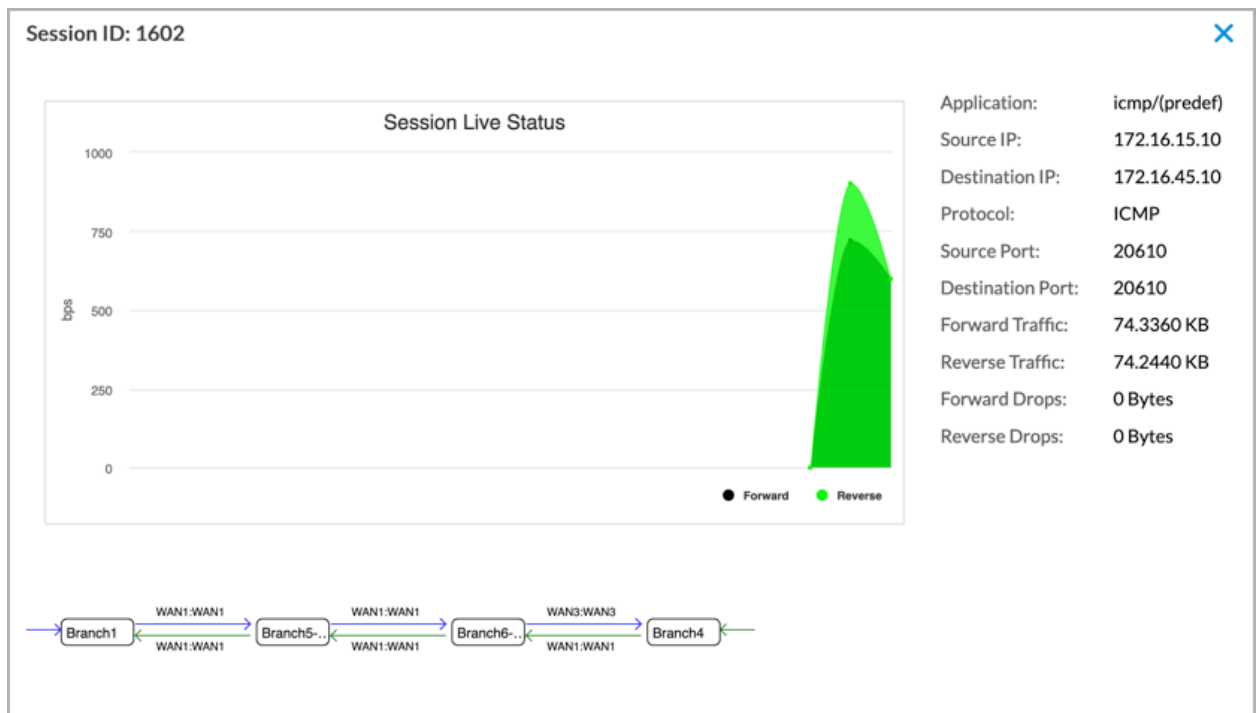 Session ID: 1602
Session Live Status
1000
750
500
250
0
bps
Forward Reverse
Application: icmp/(predef)
Source IP: 172.16.15.10
Destination IP: 172.16.45.10
Protocol: ICMP
Source Port: 20610
Destination Port: 20610
Forward Traffic: 74.3360 KB
Reverse Traffic: 74.2440 KB
Forward Drops: 0 Bytes
Reverse Drops: 0 Bytes
WAN1:WAN1 WAN1:WAN1 WAN3:WAN3
Branch1 Branch5-... Branch6-... Branch4
WAN1:WAN1 WAN1:WAN1 WAN1:WAN1